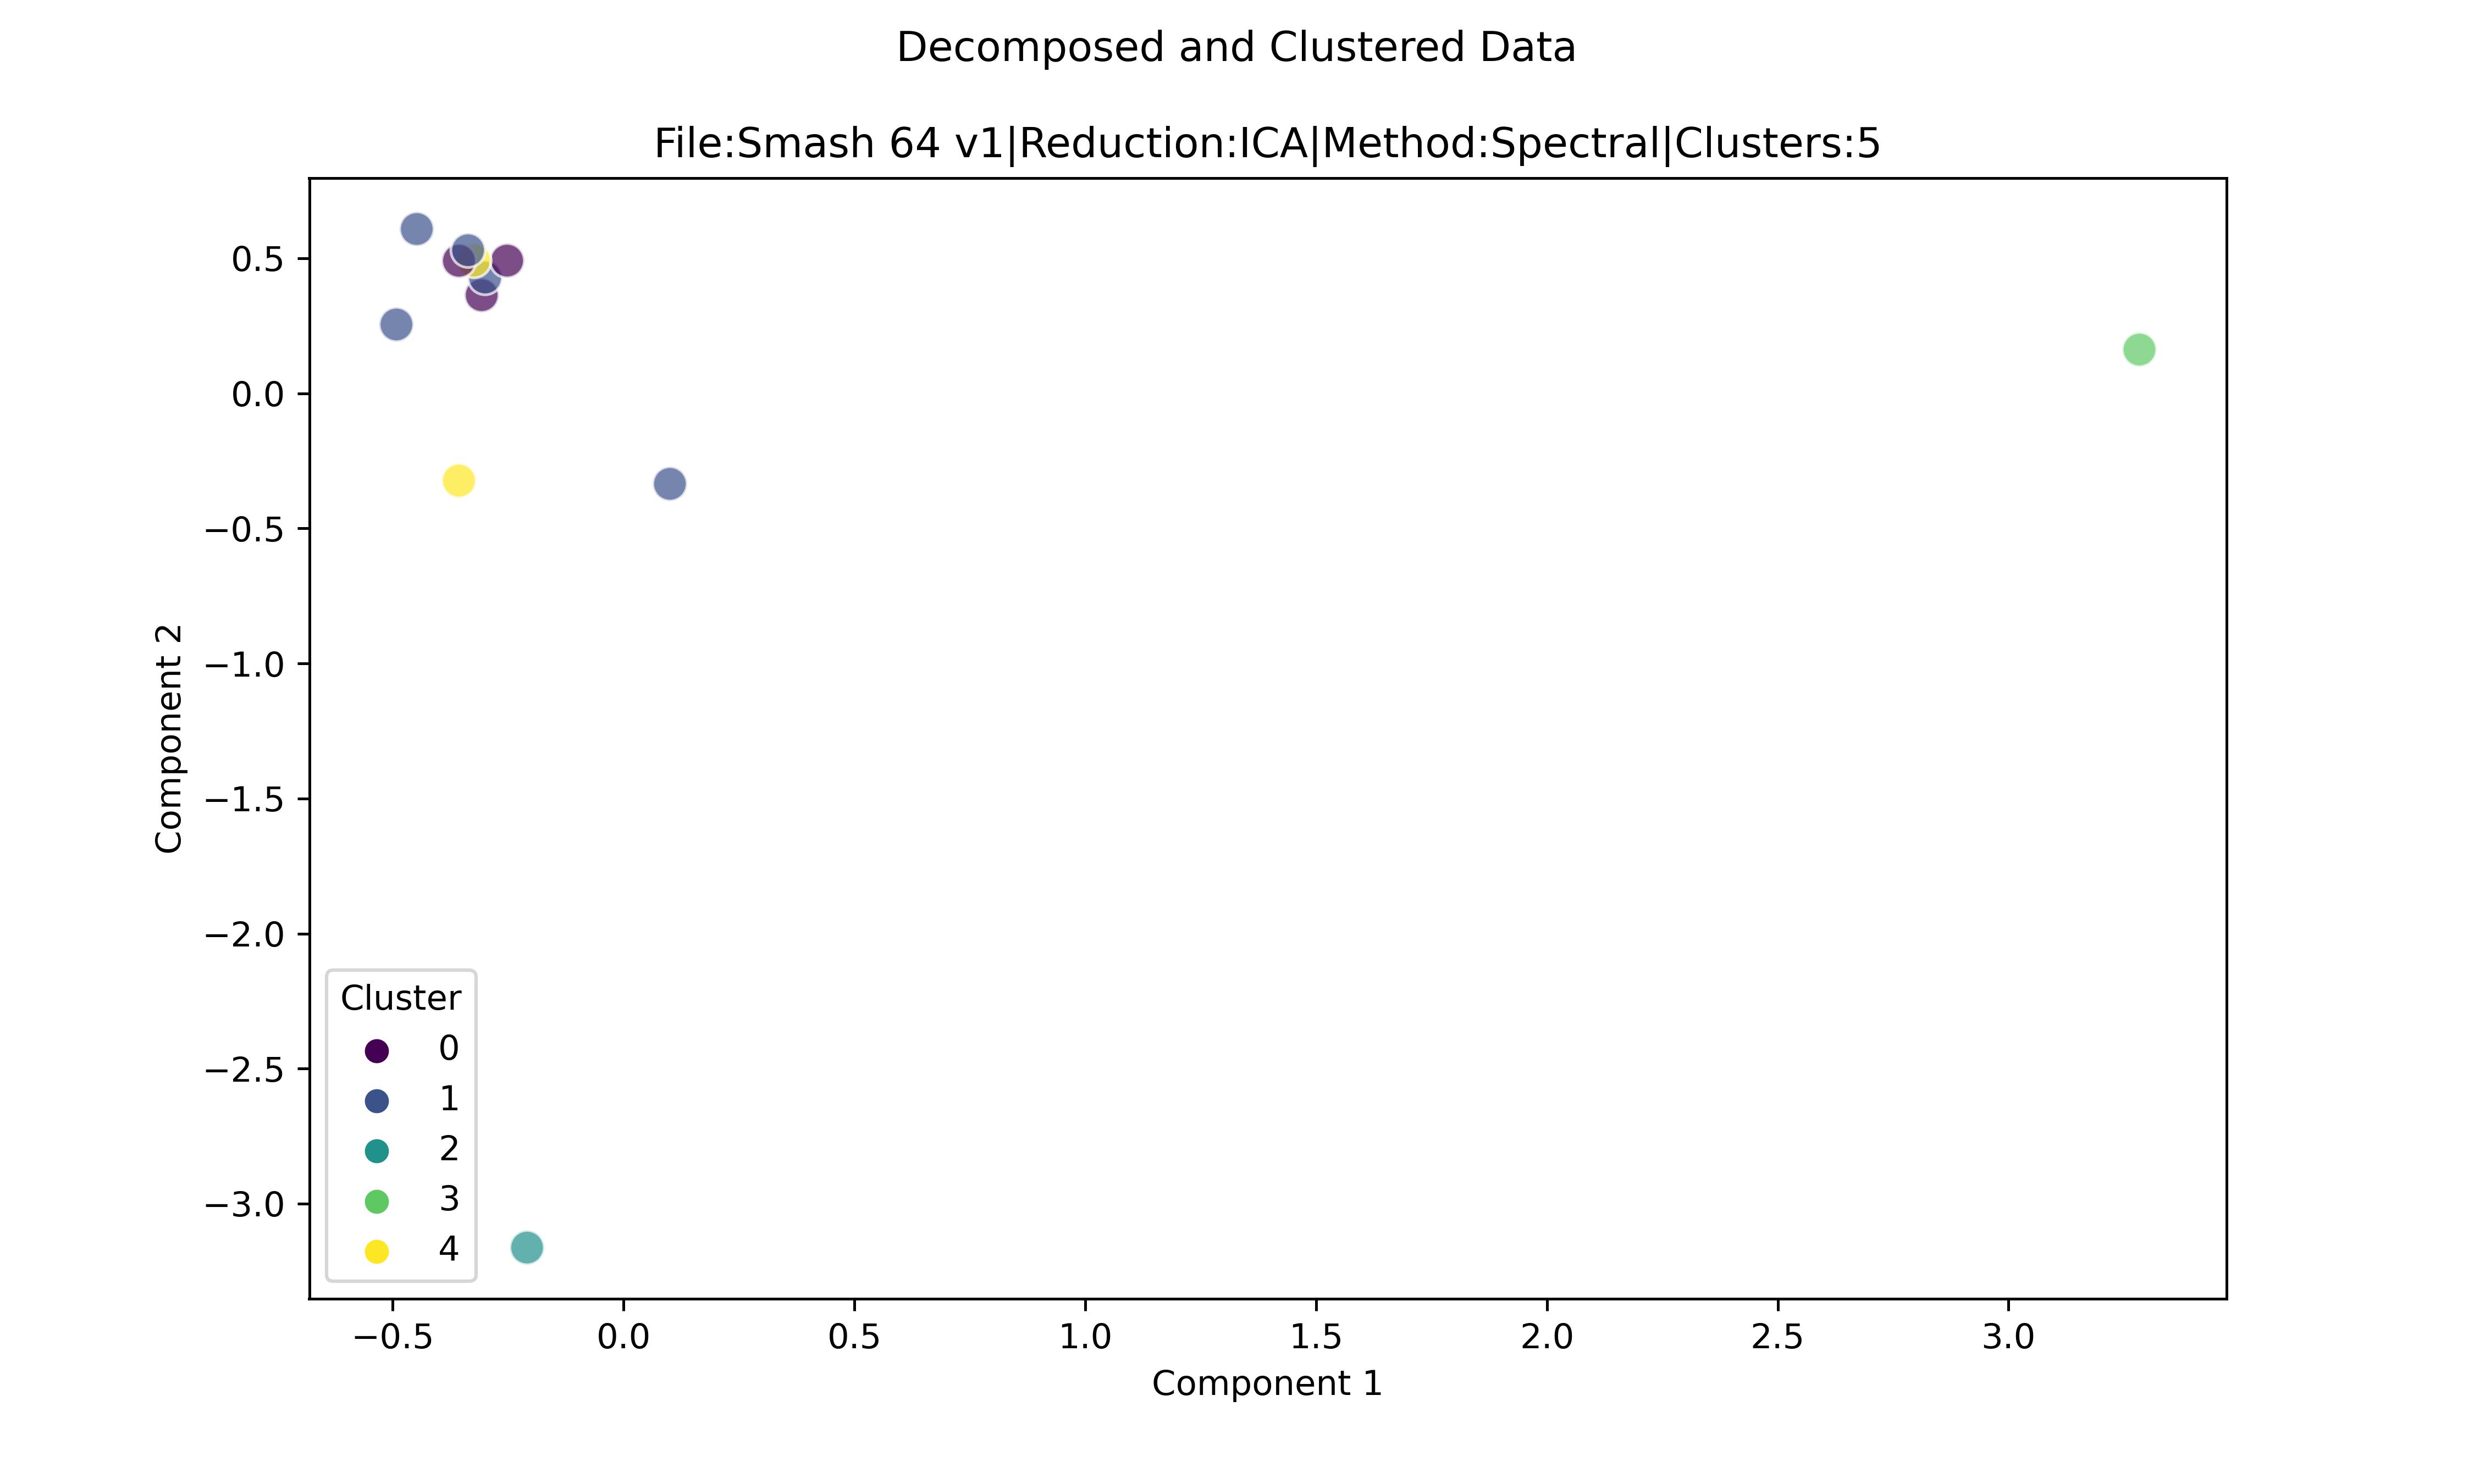 Decomposed and Clustered Data
File:Smash 64 v1|Reduction:ICA|Method:Spectral|Clusters:5
0.5
0.0
−0.5
−1.0
−1.5
−2.0
−2.5
−3.0
Component 2
Cluster
0
1
2
3
4
−0.5 0.0 0.5 1.0 1.5 2.0 2.5 3.0
Component 1